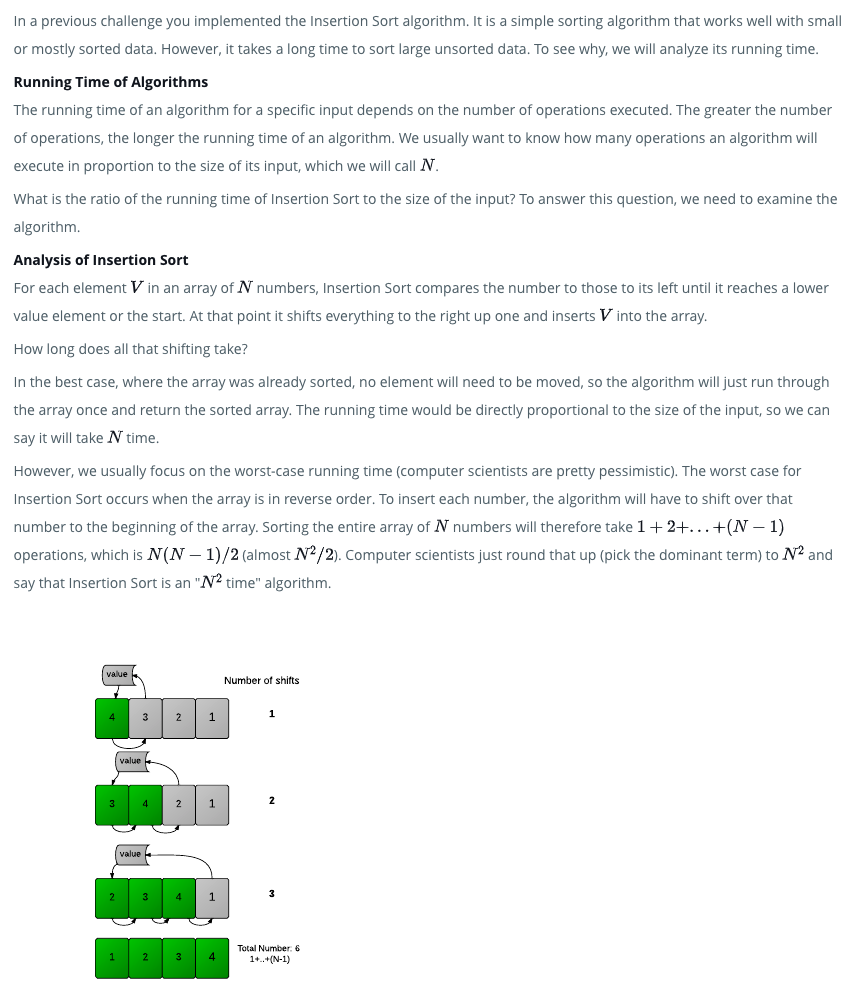 In a previous challenge you implemented the Insertion Sort algorithm. It is a simple sorting algorithm that works well with small
or mostly sorted data. However, it takes a long time to sort large unsorted data. To see why, we will analyze its running time.
Running Time of Algorithms
The running time of an algorithm for a specific input depends on the number of operations executed. The greater the number
of operations, the longer the running time of an algorithm. We usually want to know how many operations an algorithm will
execute in proportion to the size of its input, which we will call N.
What is the ratio of the running time of Insertion Sort to the size of the input? To answer this question, we need to examine the
algorithm.
Analysis of Insertion Sort
For each element V in an array of N numbers, Insertion Sort compares the number to those to its left until it reaches a lower
value element or the start. At that point it shifts everything to the right up one and inserts V into the array.
How long does all that shifting take?
In the best case, where the array was already sorted, no element will need to be moved, so the algorithm will just run through
the array once and return the sorted array. The running time would be directly proportional to the size of the input, so we can
say it will take N time.
However, we usually focus on the worst-case running time (computer scientists are pretty pessimistic). The worst case for
Insertion Sort occurs when the array is in reverse order. To insert each number, the algorithm will have to shift over that
number to the beginning of the array. Sorting the entire array of N numbers will therefore take 1 + 2+...+(N − 1)
operations, which is N(N − 1)/2 (almost N²/2). Computer scientists just round that up (pick the dominant term) to N² and
say that Insertion Sort is an "N² time" algorithm.
value
Number of shifts
4 3 2 1 1
value
3 4 2 1 2
value
2 3 4 1 3
1 2 3 4
Total Number: 6
1+..+(N-1)